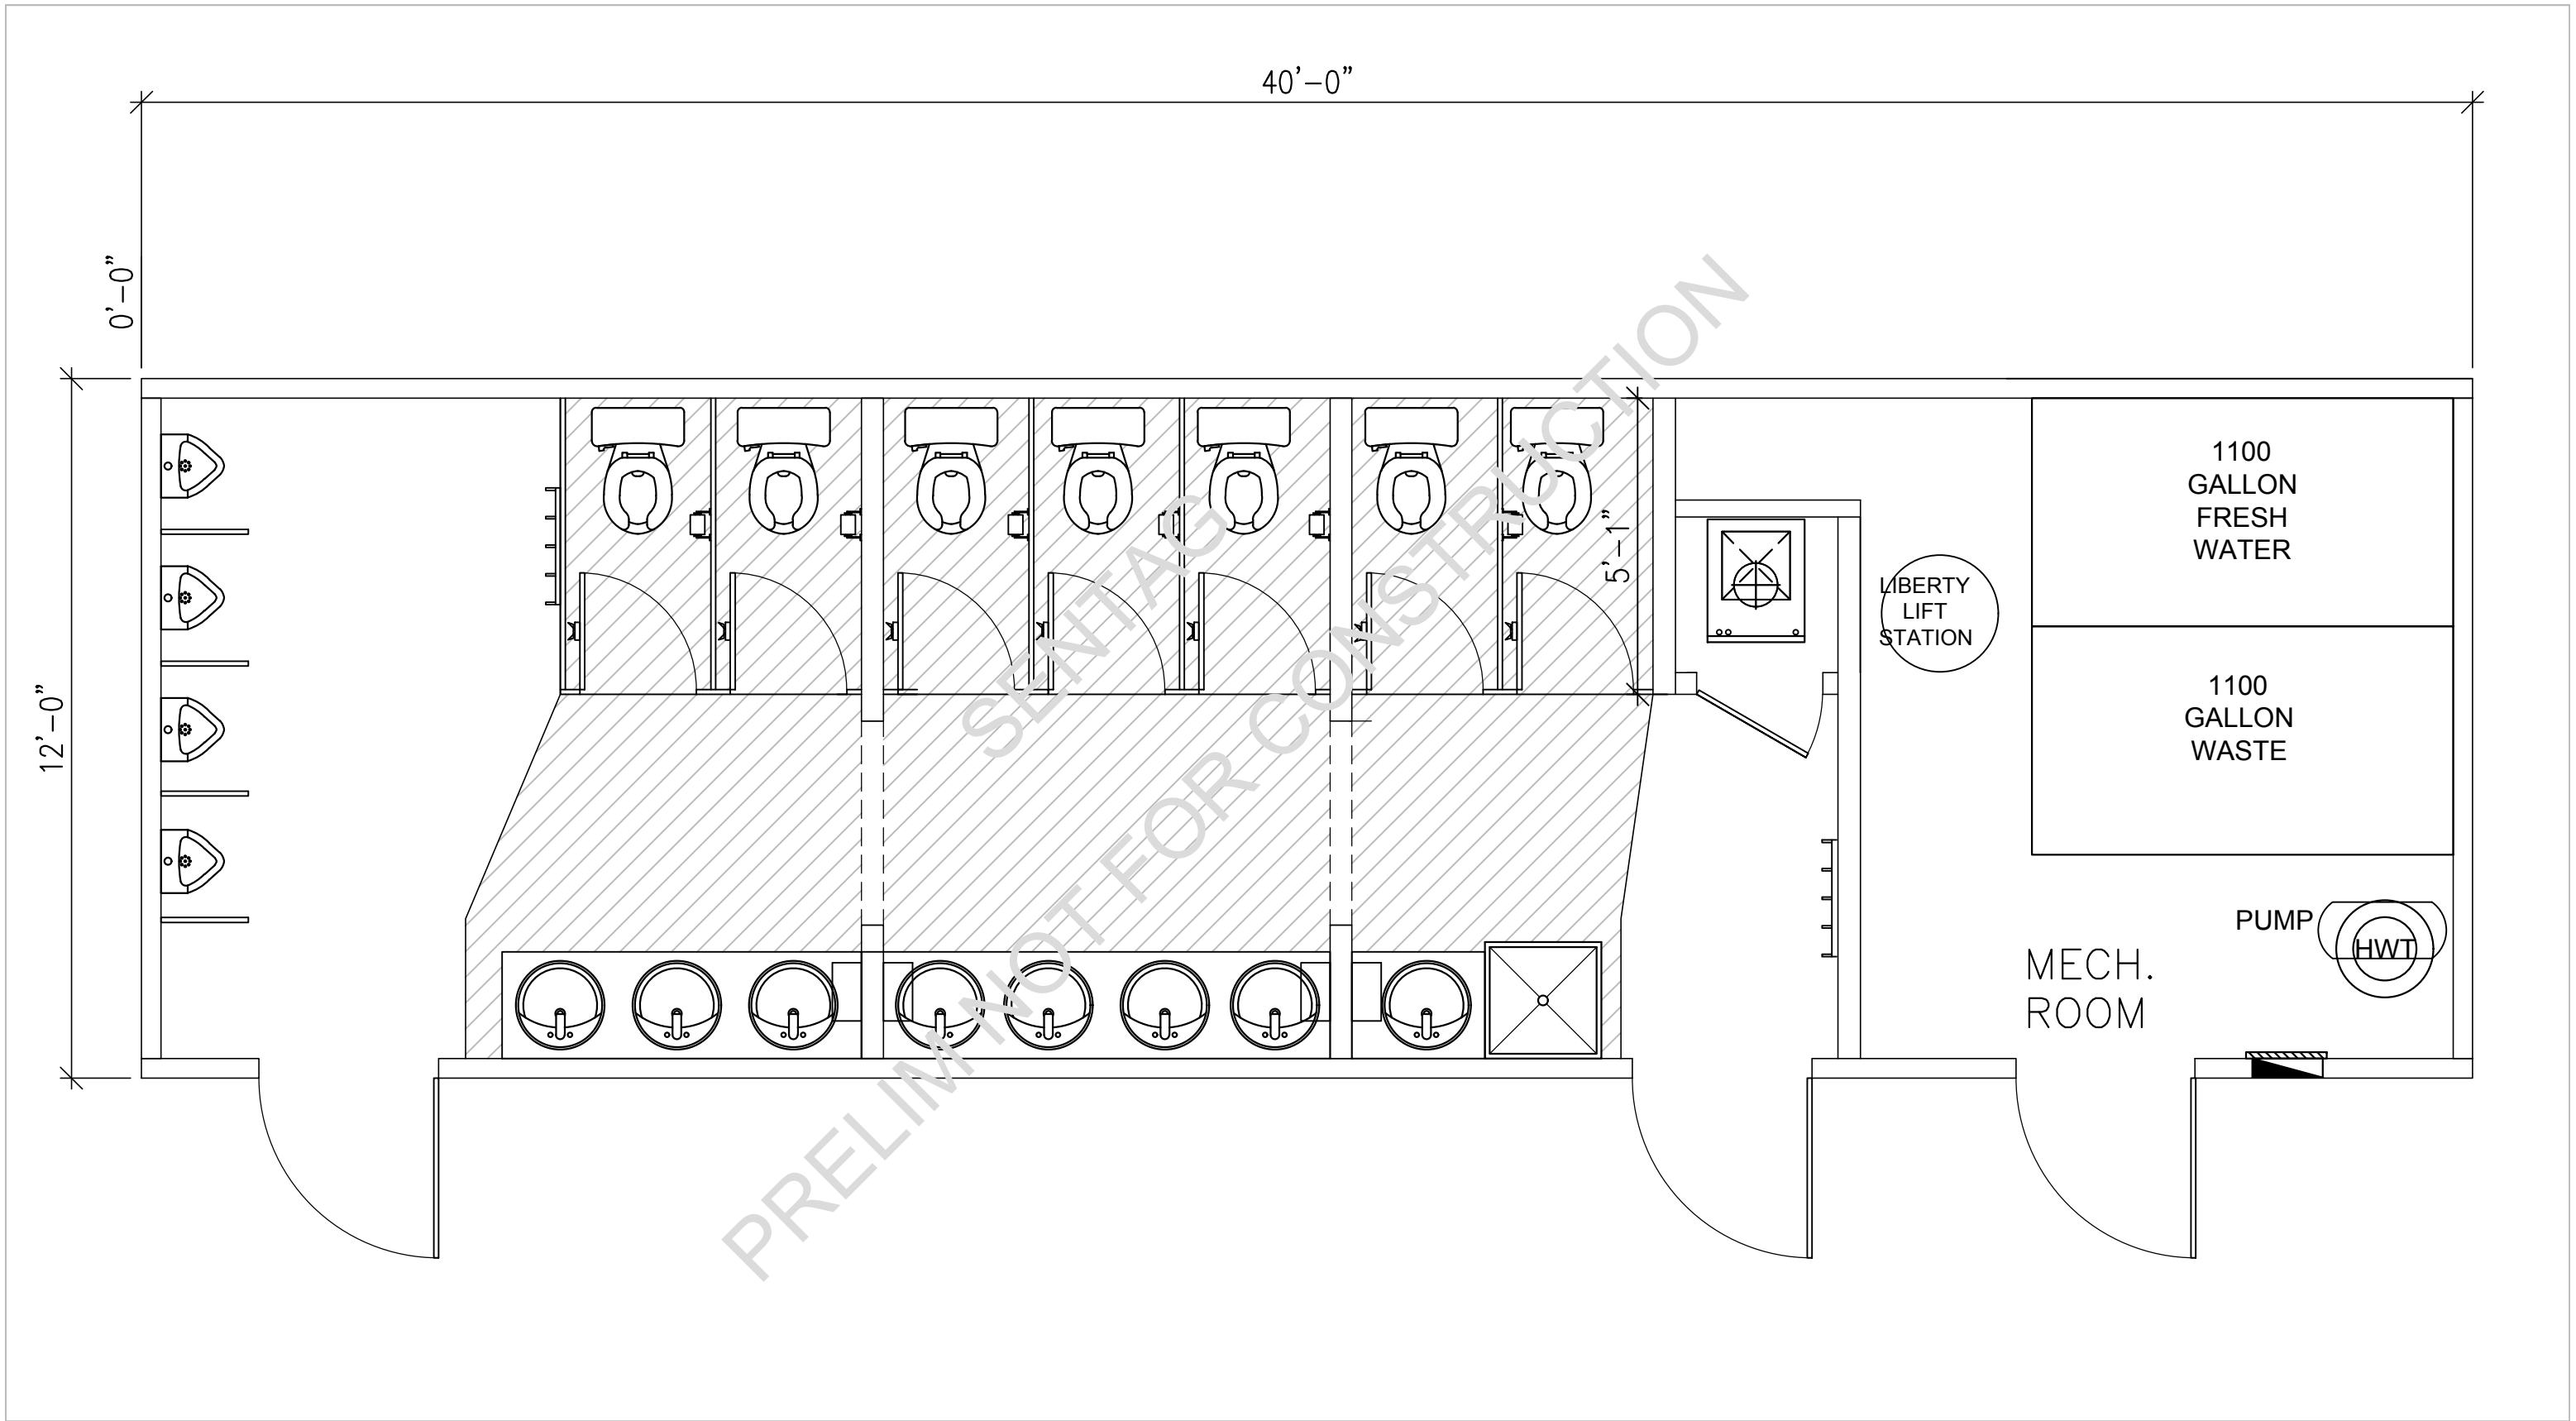 40'-0"
0'-0"
12'-0"
5'-1"
1100
GALLON
FRESH
WATER
LIBERTY
LIFT
STATION
1100
GALLON
WASTE
PUMP
HWT
MECH.
ROOM
SENTAG
PRELIM NOT FOR CONSTRUCTION